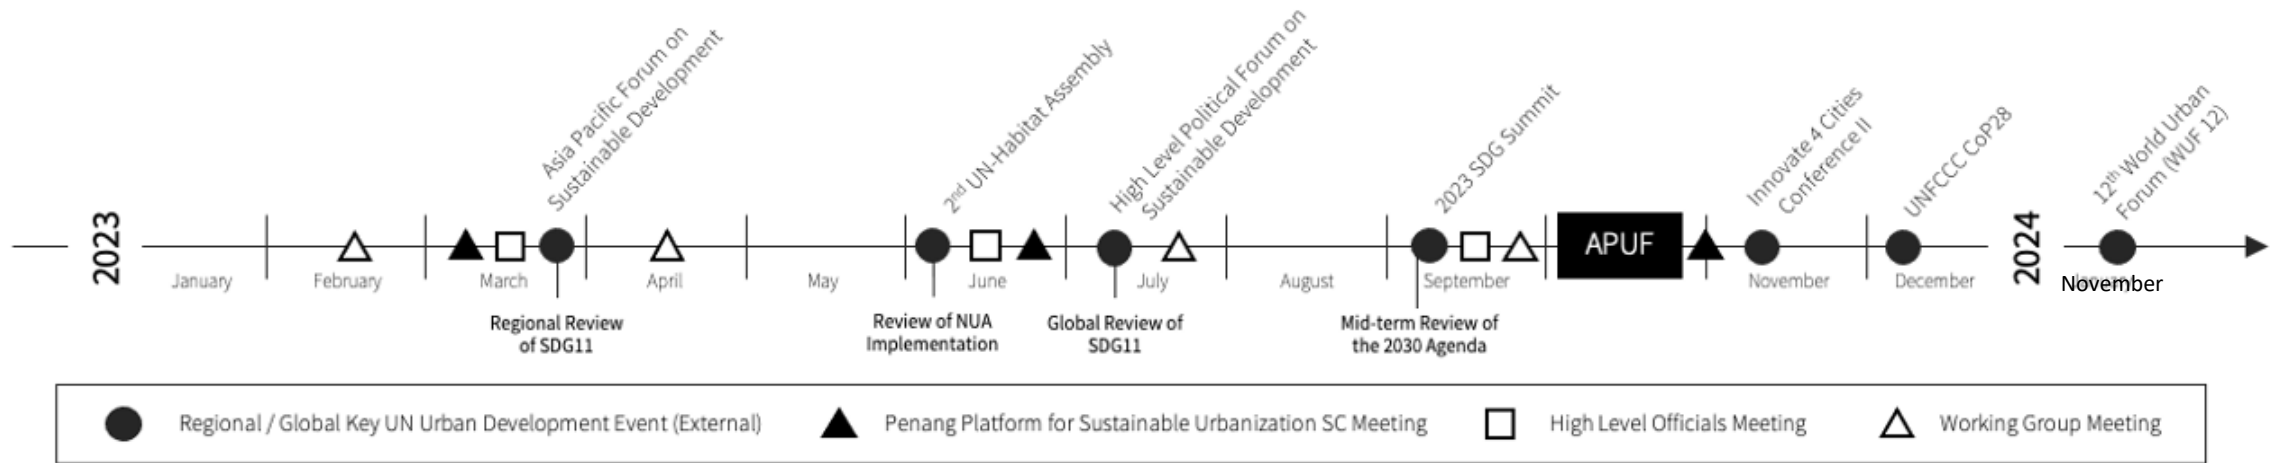 Asia Pacific Forum on
Sustainable Development
2nd UN-Habitat Assembly
High Level Political Forum on
Sustainable Development
2023 SDG Summit
Innovate 4 Cities
Conference II
UNFCCC CoP28
12th World Urban
Forum (WUF 12)
2023
January
February
March
April
May
June
July
August
September
APUF
November
December
2024
November
Regional Review
of SDG11
Review of NUA
Implementation
Global Review of
SDG11
Mid-term Review of
the 2030 Agenda
Regional / Global Key UN Urban Development Event (External)
Penang Platform for Sustainable Urbanization SC Meeting
High Level Officials Meeting
Working Group Meeting